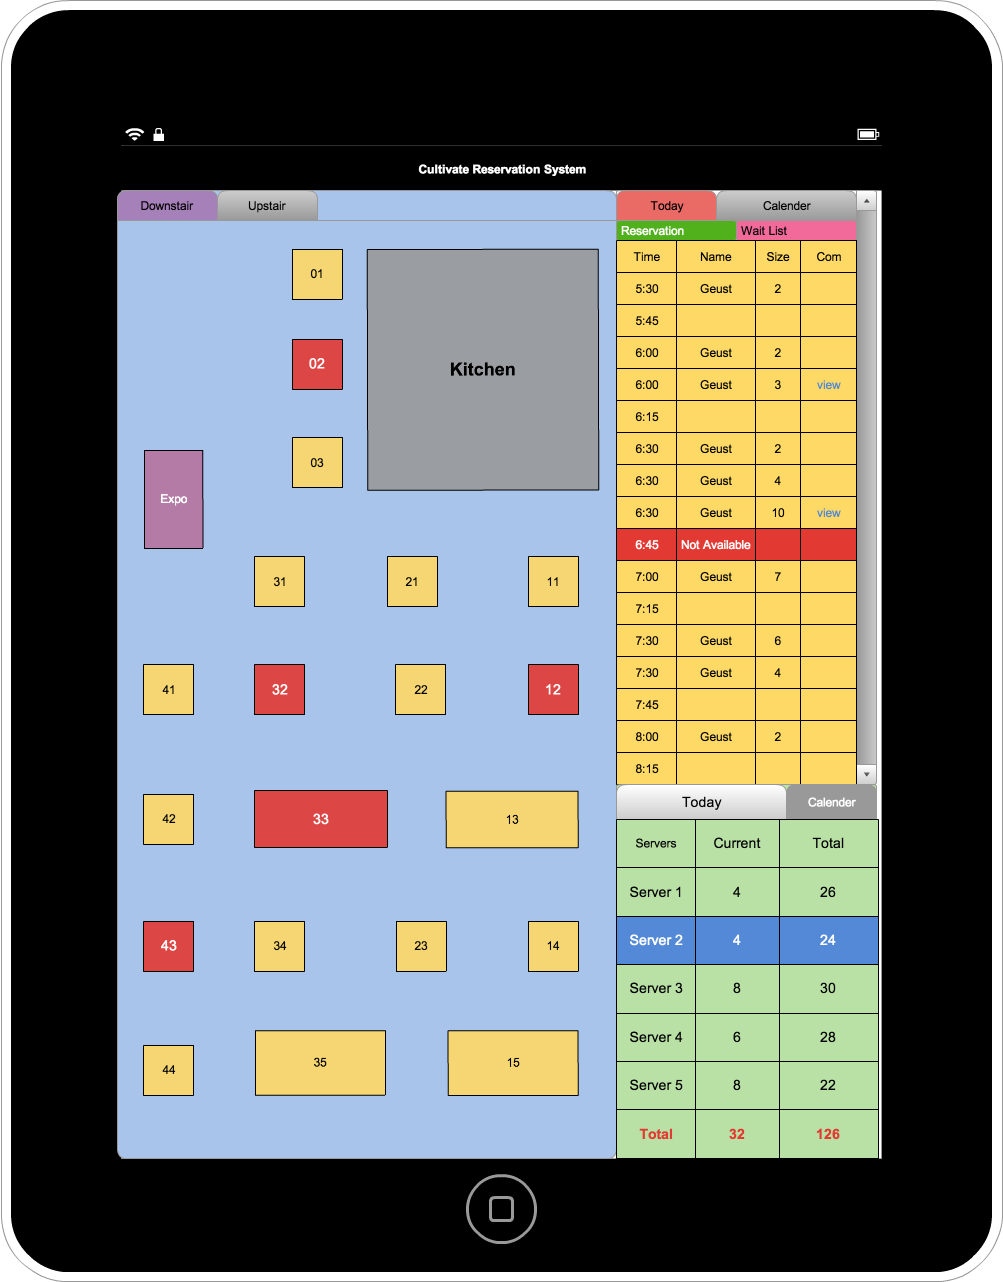 Cultivate Reservation System
Downstair Upstair
01
Kitchen
02
03
Expo
31 21 11
41 32 22 12
42 33 13
43 34 23 14
44 35 15
Today Calender
Reservation Wait List
Time Name Size Com
5:30 Geust 2
5:45
6:00 Geust 2
6:00 Geust 3 view
6:15
6:30 Geust 2
6:30 Geust 4
6:30 Geust 10 view
6:45 Not Available
7:00 Geust 7
7:15
7:30 Geust 6
7:30 Geust 4
7:45
8:00 Geust 2
8:15
Today Calender
Servers Current Total
Server 1 4 26
Server 2 4 24
Server 3 8 30
Server 4 6 28
Server 5 8 22
Total 32 126